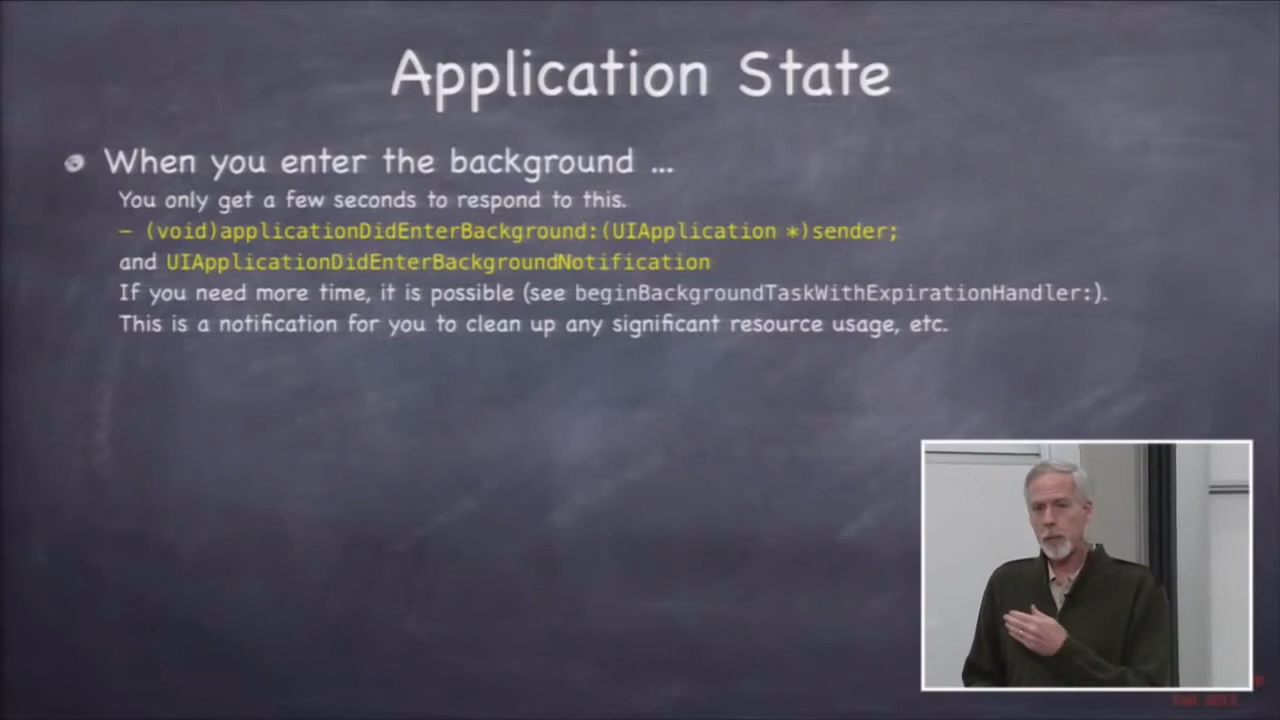 Application State
When you enter the background ...
You only get a few seconds to respond to this.
- (void)applicationDidEnterBackground:(UIApplication *)sender;
and UIApplicationDidEnterBackgroundNotification
If you need more time, it is possible (see beginBackgroundTaskWithExpirationHandler:).
This is a notification for you to clean up any significant resource usage, etc.